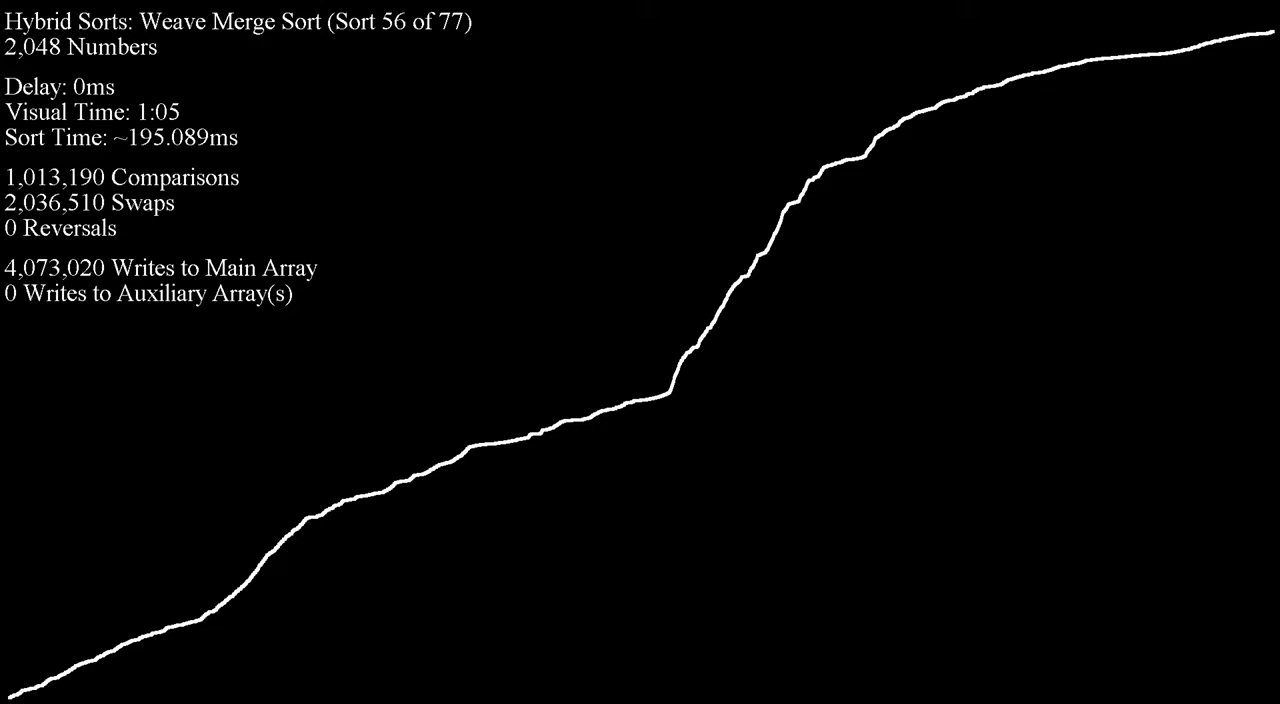 Hybrid Sorts: Weave Merge Sort (Sort 56 of 77)
2,048 Numbers
Delay: 0ms
Visual Time: 1:05
Sort Time: ~195.089ms
1,013,190 Comparisons
2,036,510 Swaps
0 Reversals
4,073,020 Writes to Main Array
0 Writes to Auxiliary Array(s)